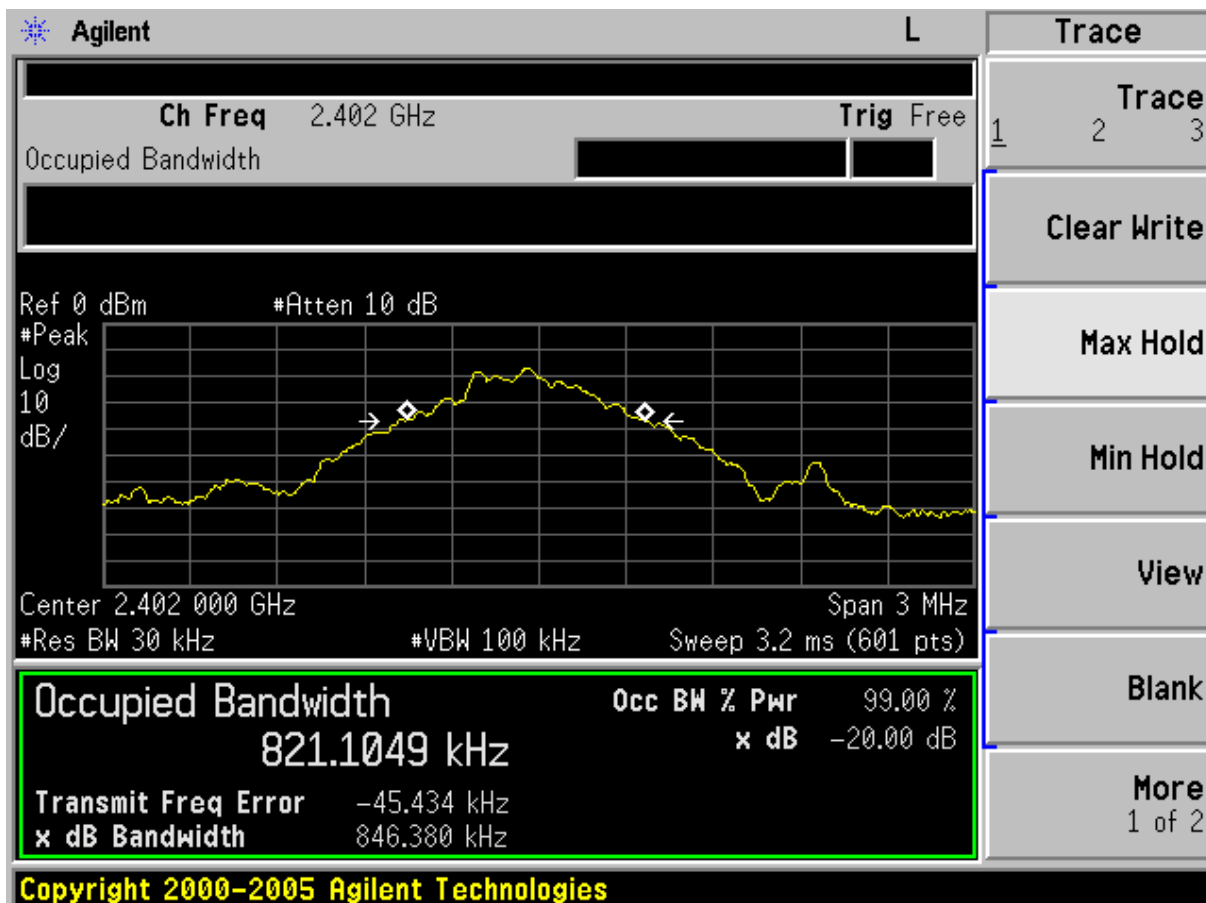 Agilent L
Ch Freq 2.402 GHz Trig Free
Occupied Bandwidth
Ref 0 dBm #Atten 10 dB
#Peak
Log
10
dB/
Center 2.402 000 GHz Span 3 MHz
#Res BW 30 kHz #VBW 100 kHz Sweep 3.2 ms (601 pts)
Occupied Bandwidth
821.1049 kHz
Occ BW % Pwr 99.00 %
x dB -20.00 dB
Transmit Freq Error -45.434 kHz
x dB Bandwidth 846.380 kHz
Copyright 2000-2005 Agilent Technologies
Trace
Trace
1 2 3
Clear Write
Max Hold
Min Hold
View
Blank
More
1 of 2